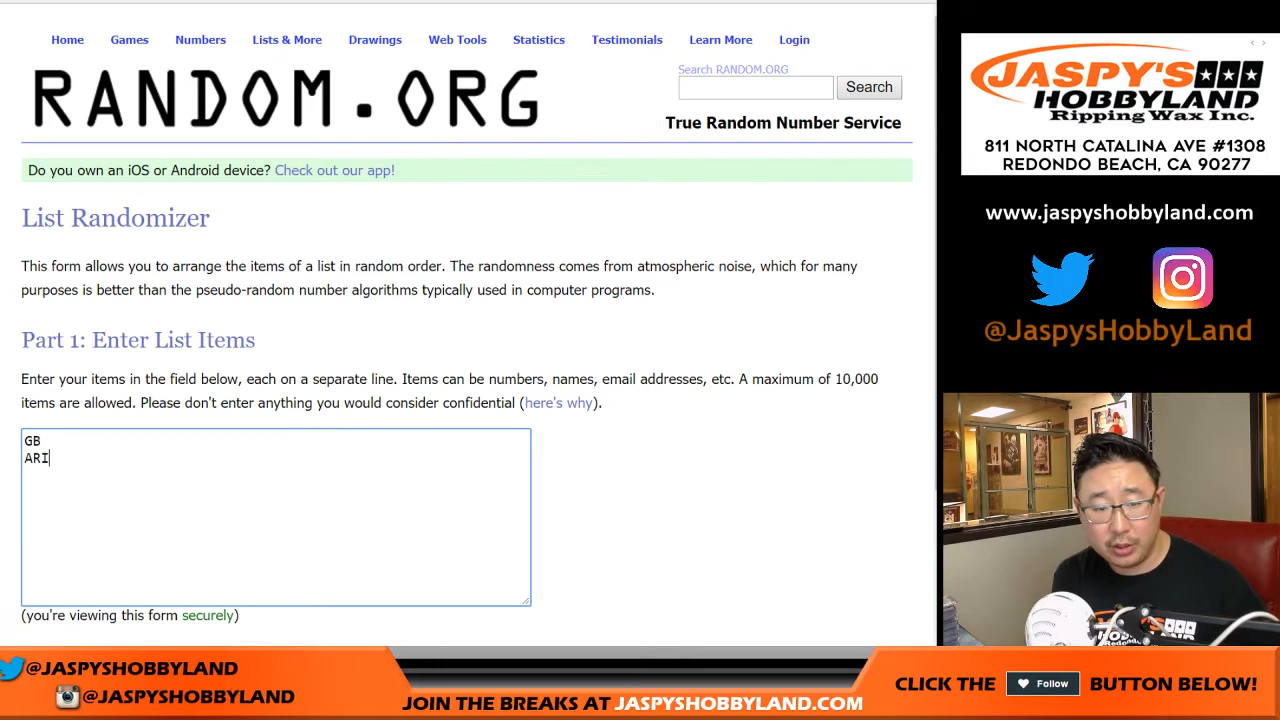 Home Games Numbers Lists & More Drawings Web Tools Statistics Testimonials Learn More Login
RANDOM.ORG
Search RANDOM.ORG
Search
True Random Number Service
Do you own an iOS or Android device? Check out our app!
List Randomizer
This form allows you to arrange the items of a list in random order. The randomness comes from atmospheric noise, which for many
purposes is better than the pseudo-random number algorithms typically used in computer programs.
Part 1: Enter List Items
Enter your items in the field below, each on a separate line. Items can be numbers, names, email addresses, etc. A maximum of 10,000
items are allowed. Please don't enter anything you would consider confidential (here's why).
GB
ARI
(you're viewing this form securely)
JASPY'S
HOBBYLAND
Ripping Wax Inc.
811 NORTH CATALINA AVE #1308
REDONDO BEACH, CA 90277
www.jaspyshobbyland.com
@JaspysHobbyLand
@JASPYSHOBBYLAND
@JASPYSHOBBYLAND
JOIN THE BREAKS AT JASPYSHOBBYLAND.COM
CLICK THE Follow BUTTON BELOW!